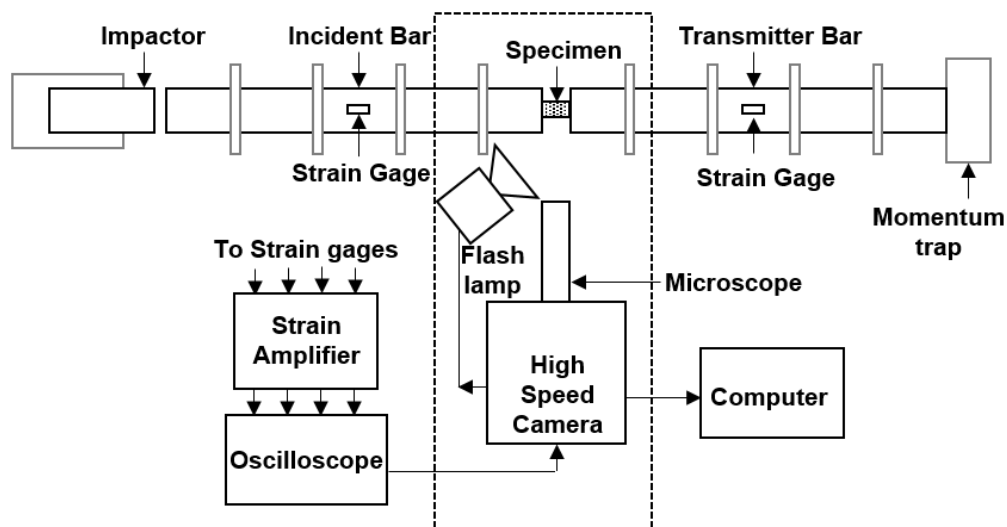 Impactor
Incident Bar
Specimen
Transmitter Bar
Strain Gage
Strain Gage
Momentum
trap
To Strain gages
Flash
lamp
Microscope
Strain
Amplifier
High
Speed
Camera
Computer
Oscilloscope